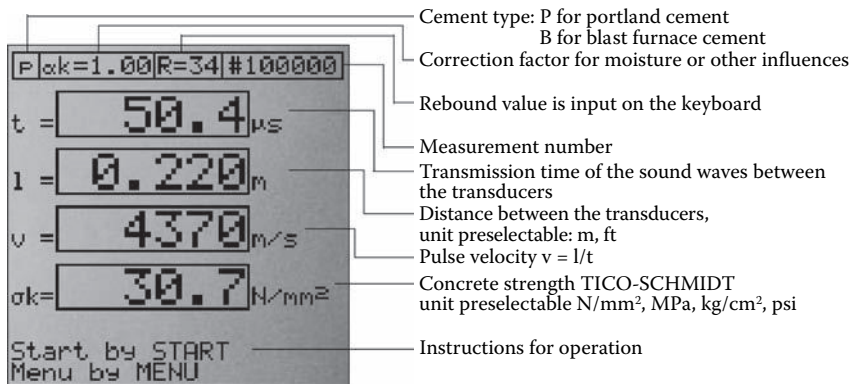 P αk=1.00 R=34 #100000
t = 50.4 μs
l = 0.220 m
v = 4370 m/s
σk= 30.7 N/mm²
Start by START
Menu by MENU
Cement type: P for portland cement
B for blast furnace cement
Correction factor for moisture or other influences
Rebound value is input on the keyboard
Measurement number
Transmission time of the sound waves between
the transducers
Distance between the transducers,
unit preselectable: m, ft
Pulse velocity v = l/t
Concrete strength TICO-SCHMIDT
unit preselectable N/mm², MPa, kg/cm², psi
Instructions for operation